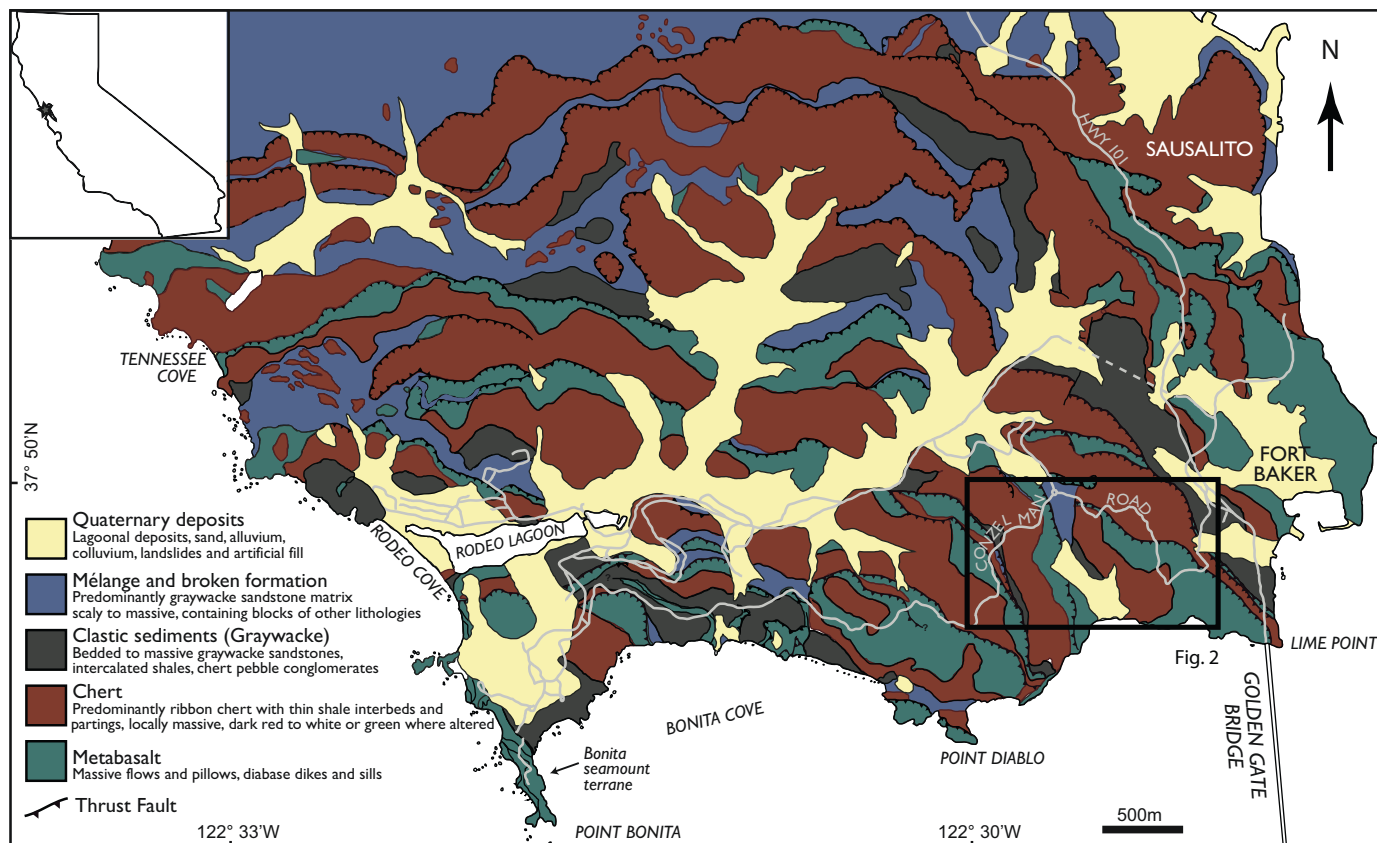 N
HWY 101
SAUSALITO
?
TENNESSEE
COVE
37° 50'N
FORT
BAKER
Quaternary deposits
Lagoonal deposits, sand, alluvium,
colluvium, landslides and artificial fill
RODEO COVE
RODEO LAGOON
CONZEL
MAN
ROAD
Mélange and broken formation
Predominantly graywacke sandstone matrix
scaly to massive, containing blocks of other lithologies
?
Clastic sediments (Graywacke)
Bedded to massive graywacke sandstones,
intercalated shales, chert pebble conglomerates
?
LIME POINT
Fig. 2
Chert
Predominantly ribbon chert with thin shale interbeds and
partings, locally massive, dark red to white or green where altered
BONITA COVE
GOLDEN GATE
BRIDGE
Metabasalt
Massive flows and pillows, diabase dikes and sills
Bonita
seamount
terrane
POINT DIABLO
Thrust Fault
122° 33'W
POINT BONITA
122° 30'W
500m